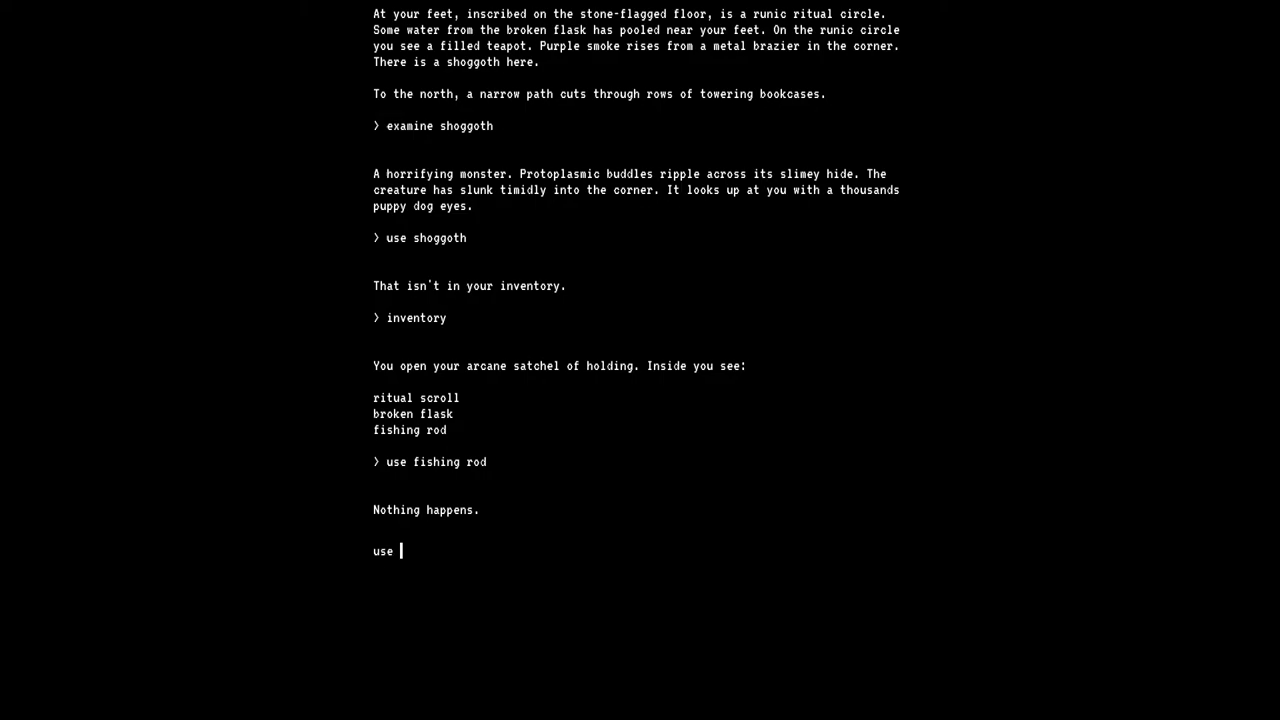 At your feet, inscribed on the stone-flagged floor, is a runic ritual circle.
Some water from the broken flask has pooled near your feet. On the runic circle
you see a filled teapot. Purple smoke rises from a metal brazier in the corner.
There is a shoggoth here.
To the north, a narrow path cuts through rows of towering bookcases.
> examine shoggoth
A horrifying monster. Protoplasmic buddles ripple across its slimey hide. The
creature has slunk timidly into the corner. It looks up at you with a thousands
puppy dog eyes.
> use shoggoth
That isn't in your inventory.
> inventory
You open your arcane satchel of holding. Inside you see:
ritual scroll
broken flask
fishing rod
> use fishing rod
Nothing happens.
use